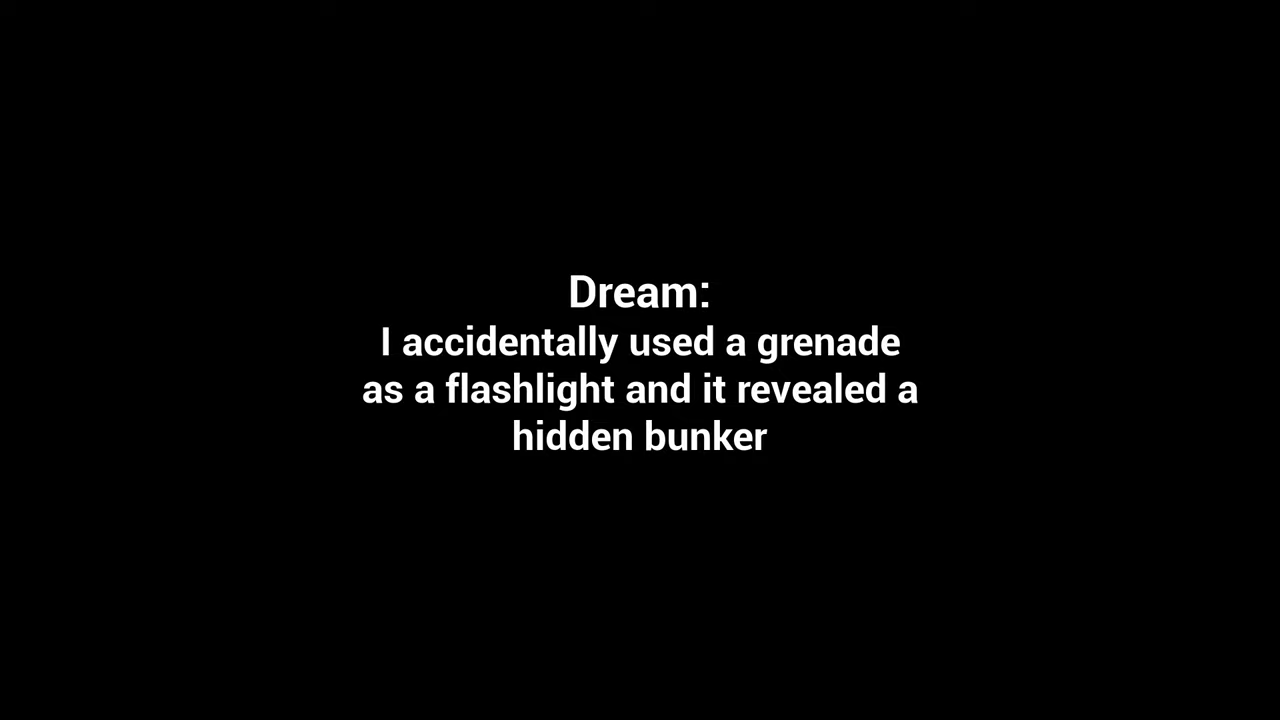 Dream:
I accidentally used a grenade
as a flashlight and it revealed a
hidden bunker